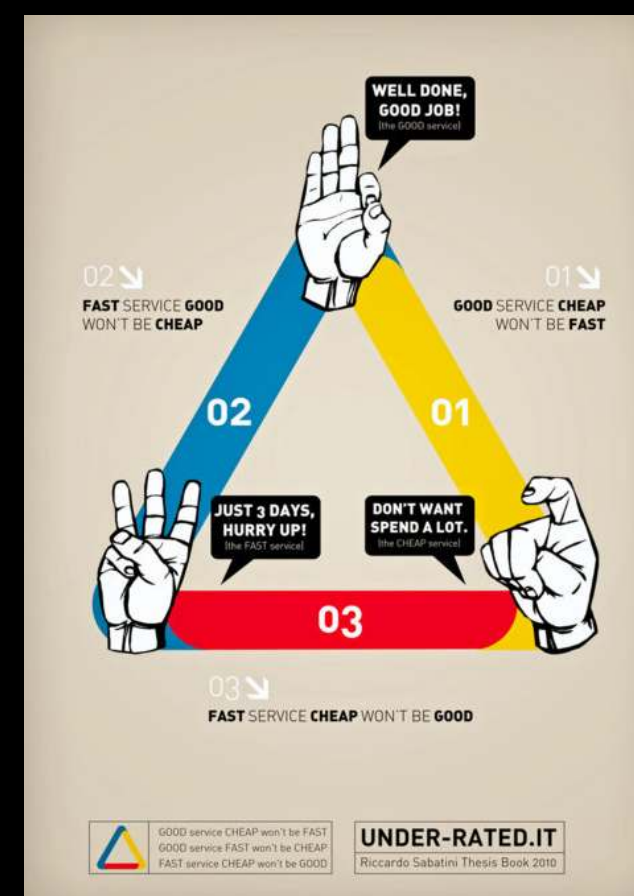 WELL DONE,
GOOD JOB!
(the GOOD service)
02
FAST SERVICE GOOD
WON'T BE CHEAP
01
GOOD SERVICE CHEAP
WON'T BE FAST
02
01
JUST 3 DAYS,
HURRY UP!
(the FAST service)
DON'T WANT
SPEND A LOT.
(the CHEAP service)
03
03
FAST SERVICE CHEAP WON'T BE GOOD
GOOD service CHEAP won't be FAST
GOOD service FAST won't be CHEAP
FAST service CHEAP won't be GOOD
UNDER-RATED.IT
Riccardo Sabatini Thesis Book 2010